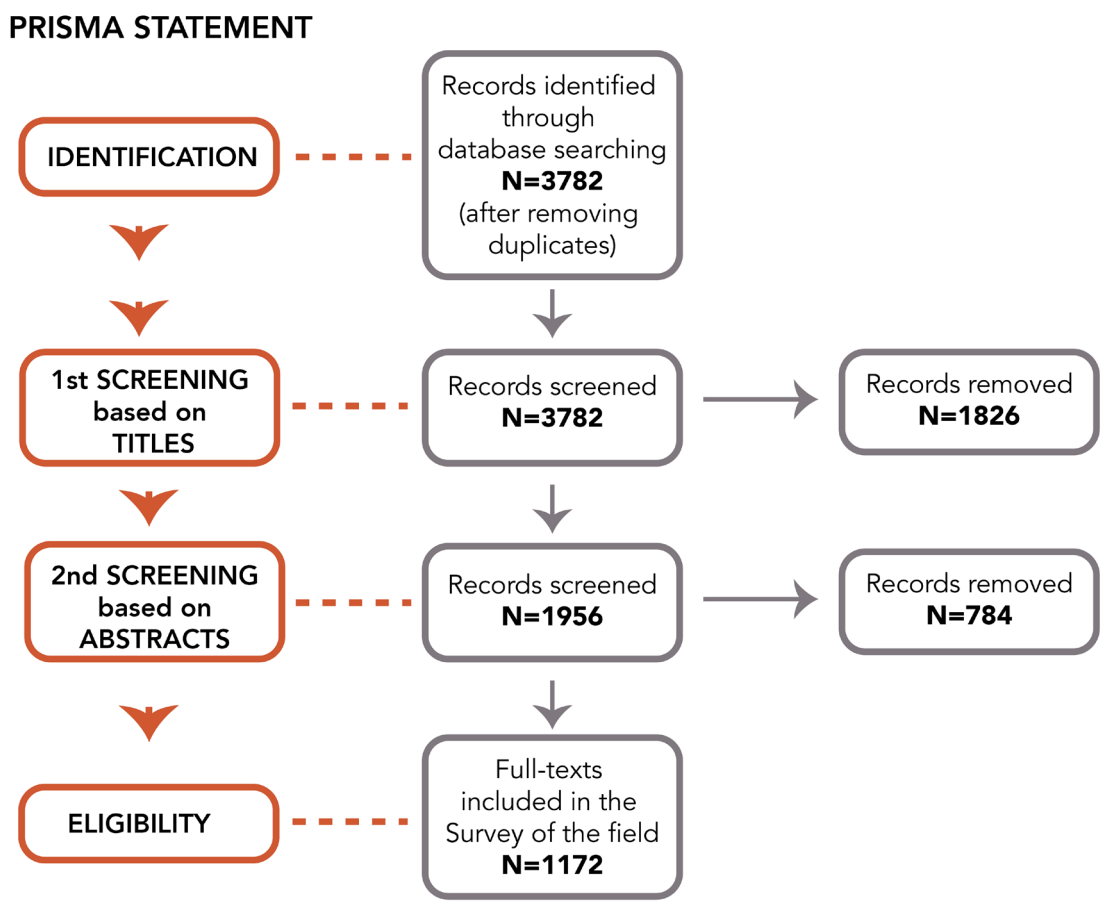 PRISMA STATEMENT
IDENTIFICATION
Records identified
through
database searching
N=3782
(after removing
duplicates)
1st SCREENING
based on
TITLES
Records screened
N=3782
Records removed
N=1826
2nd SCREENING
based on
ABSTRACTS
Records screened
N=1956
Records removed
N=784
ELIGIBILITY
Full-texts
included in the
Survey of the field
N=1172